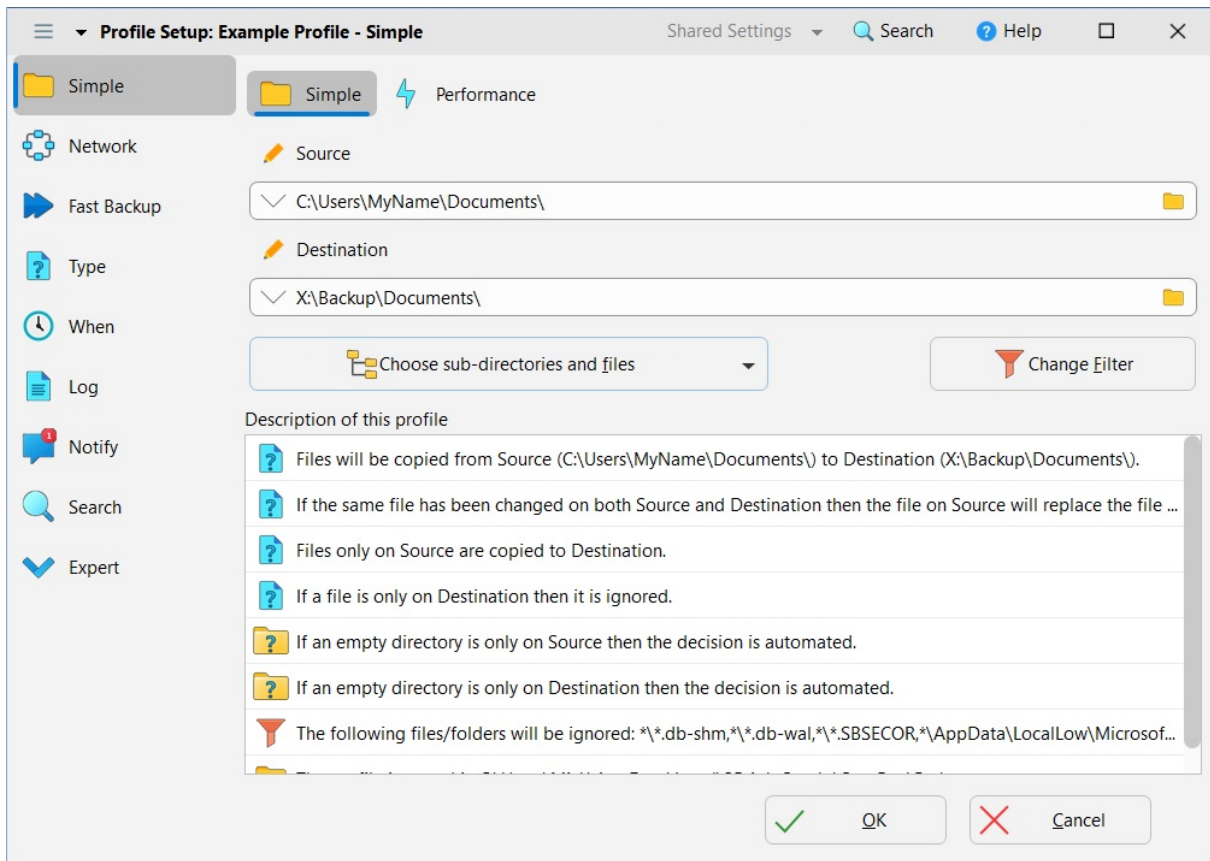 Profile Setup: Example Profile - Simple
Shared Settings
Search
Help
Simple
Network
Fast Backup
Type
When
Log
Notify
1
Search
Expert
Simple
Performance
Source
C:\Users\MyName\Documents\
Destination
X:\Backup\Documents\
Choose sub-directories and files
Change Filter
Description of this profile
Files will be copied from Source (C:\Users\MyName\Documents\) to Destination (X:\Backup\Documents\).
If the same file has been changed on both Source and Destination then the file on Source will replace the file ...
Files only on Source are copied to Destination.
If a file is only on Destination then it is ignored.
If an empty directory is only on Source then the decision is automated.
If an empty directory is only on Destination then the decision is automated.
The following files/folders will be ignored: *\*.db-shm,*\*.db-wal,*\*.SBSECOR,*\AppData\LocalLow\Microsof...
OK
Cancel